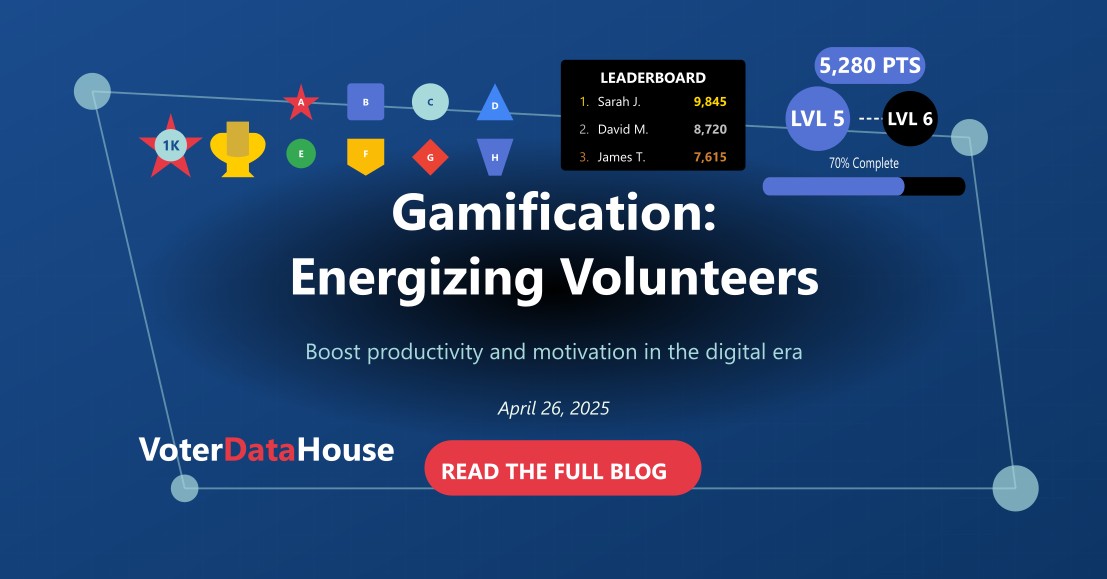 1K
A
B
C
D
E
F
G
H
LEADERBOARD
1. Sarah J. 9,845
2. David M. 8,720
3. James T. 7,615
5,280 PTS
LVL 5 ---- LVL 6
70% Complete
Gamification:
Energizing Volunteers
Boost productivity and motivation in the digital era
April 26, 2025
VoterDataHouse
READ THE FULL BLOG